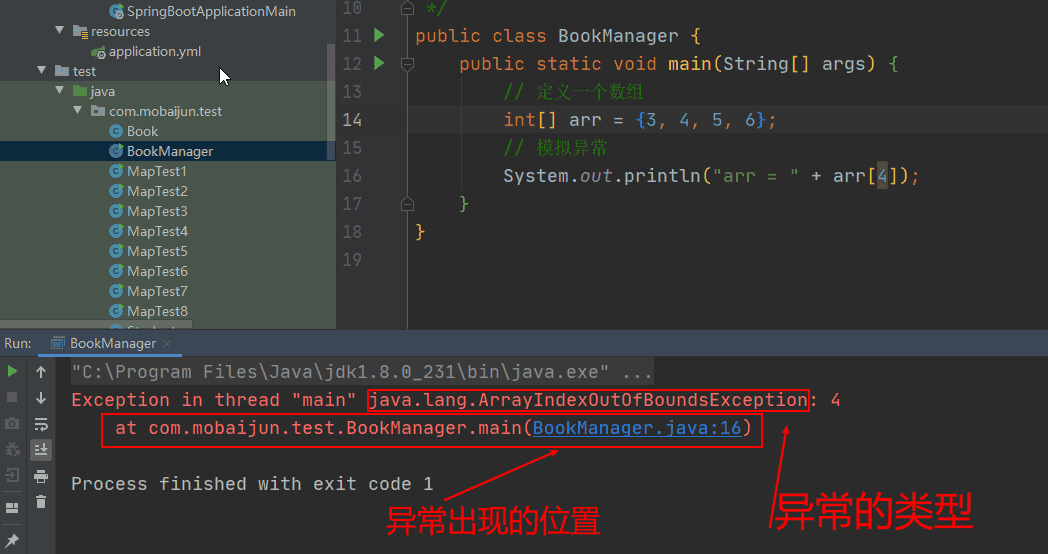 SpringBootApplicationMain
resources
application.yml
test
java
com.mobaijun.test
Book
BookManager
MapTest1
MapTest2
MapTest3
MapTest4
MapTest5
MapTest6
MapTest7
MapTest8
10 */
11 public class BookManager {
12 public static void main(String[] args) {
13 // 定义一个数组
14 int[] arr = {3, 4, 5, 6};
15 // 模拟异常
16 System.out.println("arr = " + arr[4]);
17 }
18 }
19
Run: BookManager
"C:\Program Files\Java\jdk1.8.0_231\bin\java.exe" ...
Exception in thread "main" java.lang.ArrayIndexOutOfBoundsException: 4
at com.mobaijun.test.BookManager.main(BookManager.java:16)
Process finished with exit code 1
异常出现的位置
异常的类型